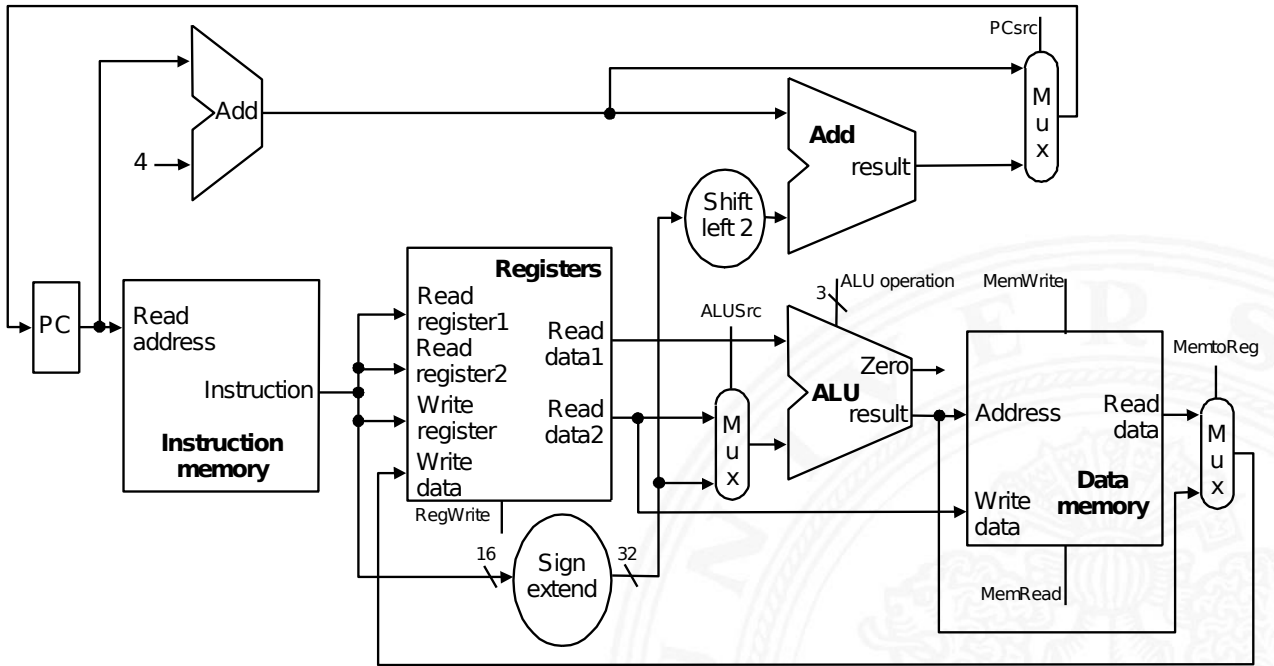 PCsrc
M
u
x
Add
4
Add
result
Shift
left 2
Registers
PC
Read
address
Instruction
Instruction
memory
Read
register1
Read
register2
Write
register
Write
data
Read
data1
Read
data2
RegWrite
16
Sign
extend
32
ALUSrc
M
u
x
3
ALU operation
Zero
ALU
result
MemWrite
Address
Read
data
Write
data
Data
memory
MemRead
MemtoReg
M
u
x